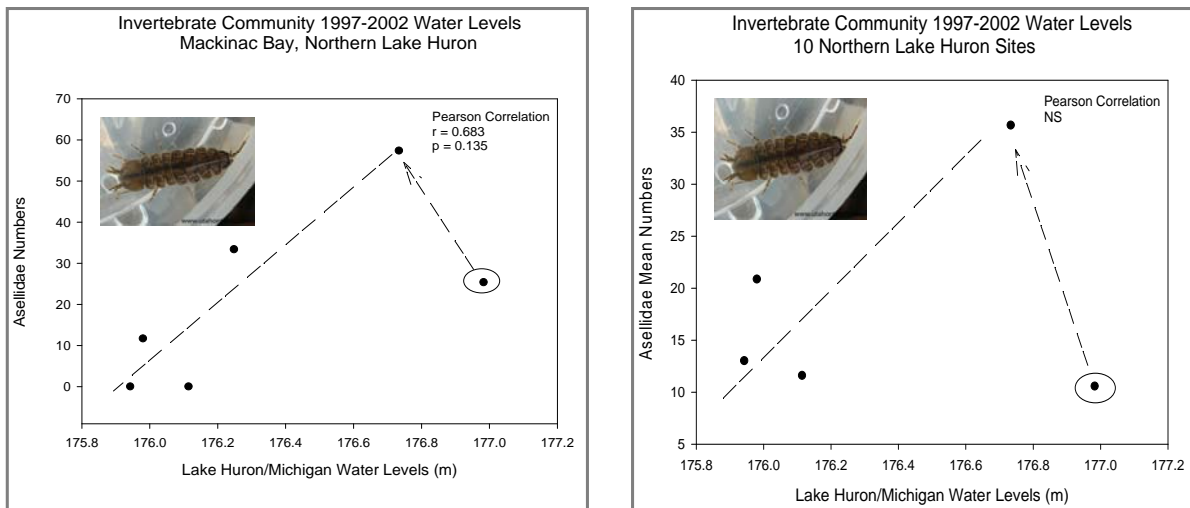 Invertebrate Community 1997-2002 Water Levels
Mackinac Bay, Northern Lake Huron
70
60
50
40
30
20
10
0
Asellidae Numbers
Pearson Correlation
r = 0.683
p = 0.135
175.8 176.0 176.2 176.4 176.6 176.8 177.0 177.2
Lake Huron/Michigan Water Levels (m)
Invertebrate Community 1997-2002 Water Levels
10 Northern Lake Huron Sites
40
35
30
25
20
15
10
5
Asellidae Mean Numbers
Pearson Correlation
NS
175.8 176.0 176.2 176.4 176.6 176.8 177.0 177.2
Lake Huron/Michigan Water Levels (m)